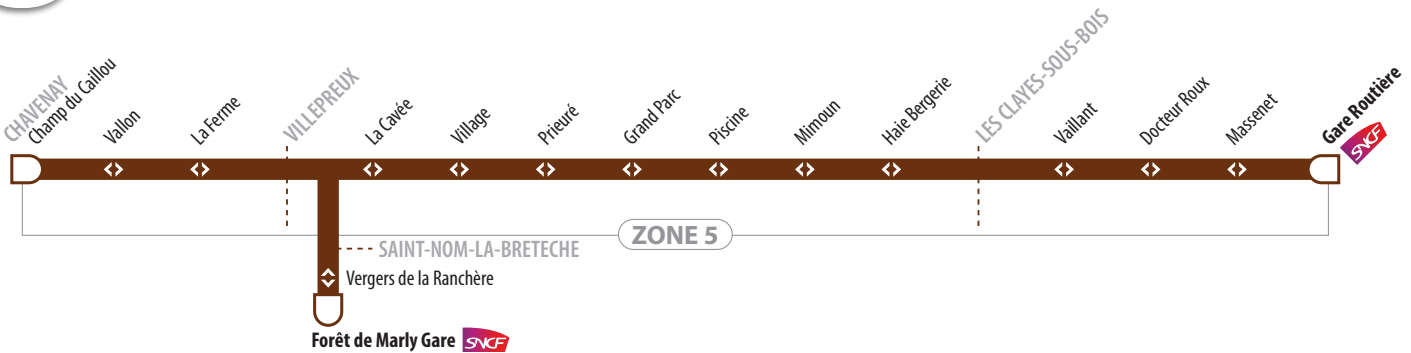 CHAVENAY
Champ du Caillou
Vallon
La Ferme
VILLEPREUX
La Cavée
Village
Prieuré
Grand Parc
Piscine
Mimoun
Haie Bergerie
LES CLAYES-SOUS-BOIS
Vaillant
Docteur Roux
Massenet
Gare Routière
SNCF
ZONE 5
SAINT-NOM-LA-BRETECHE
Vergers de la Ranchère
Forêt de Marly Gare SNCF